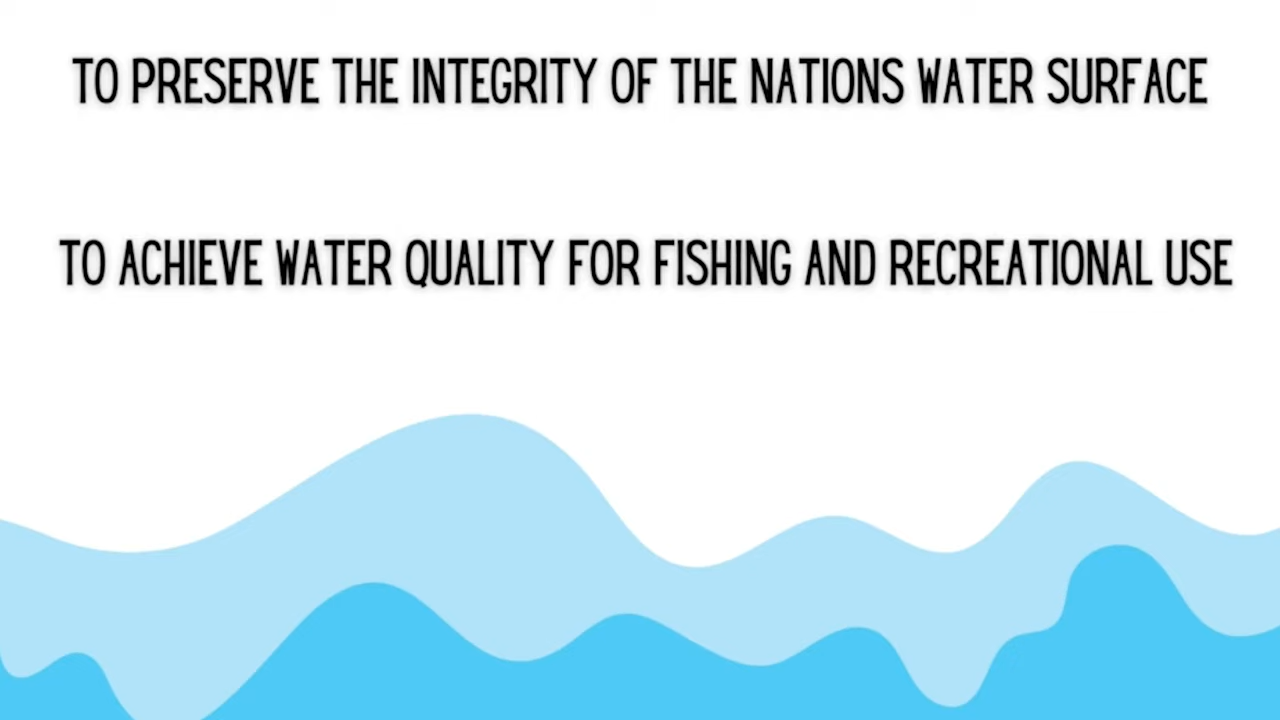 TO PRESERVE THE INTEGRITY OF THE NATIONS WATER SURFACE
TO ACHIEVE WATER QUALITY FOR FISHING AND RECREATIONAL USE